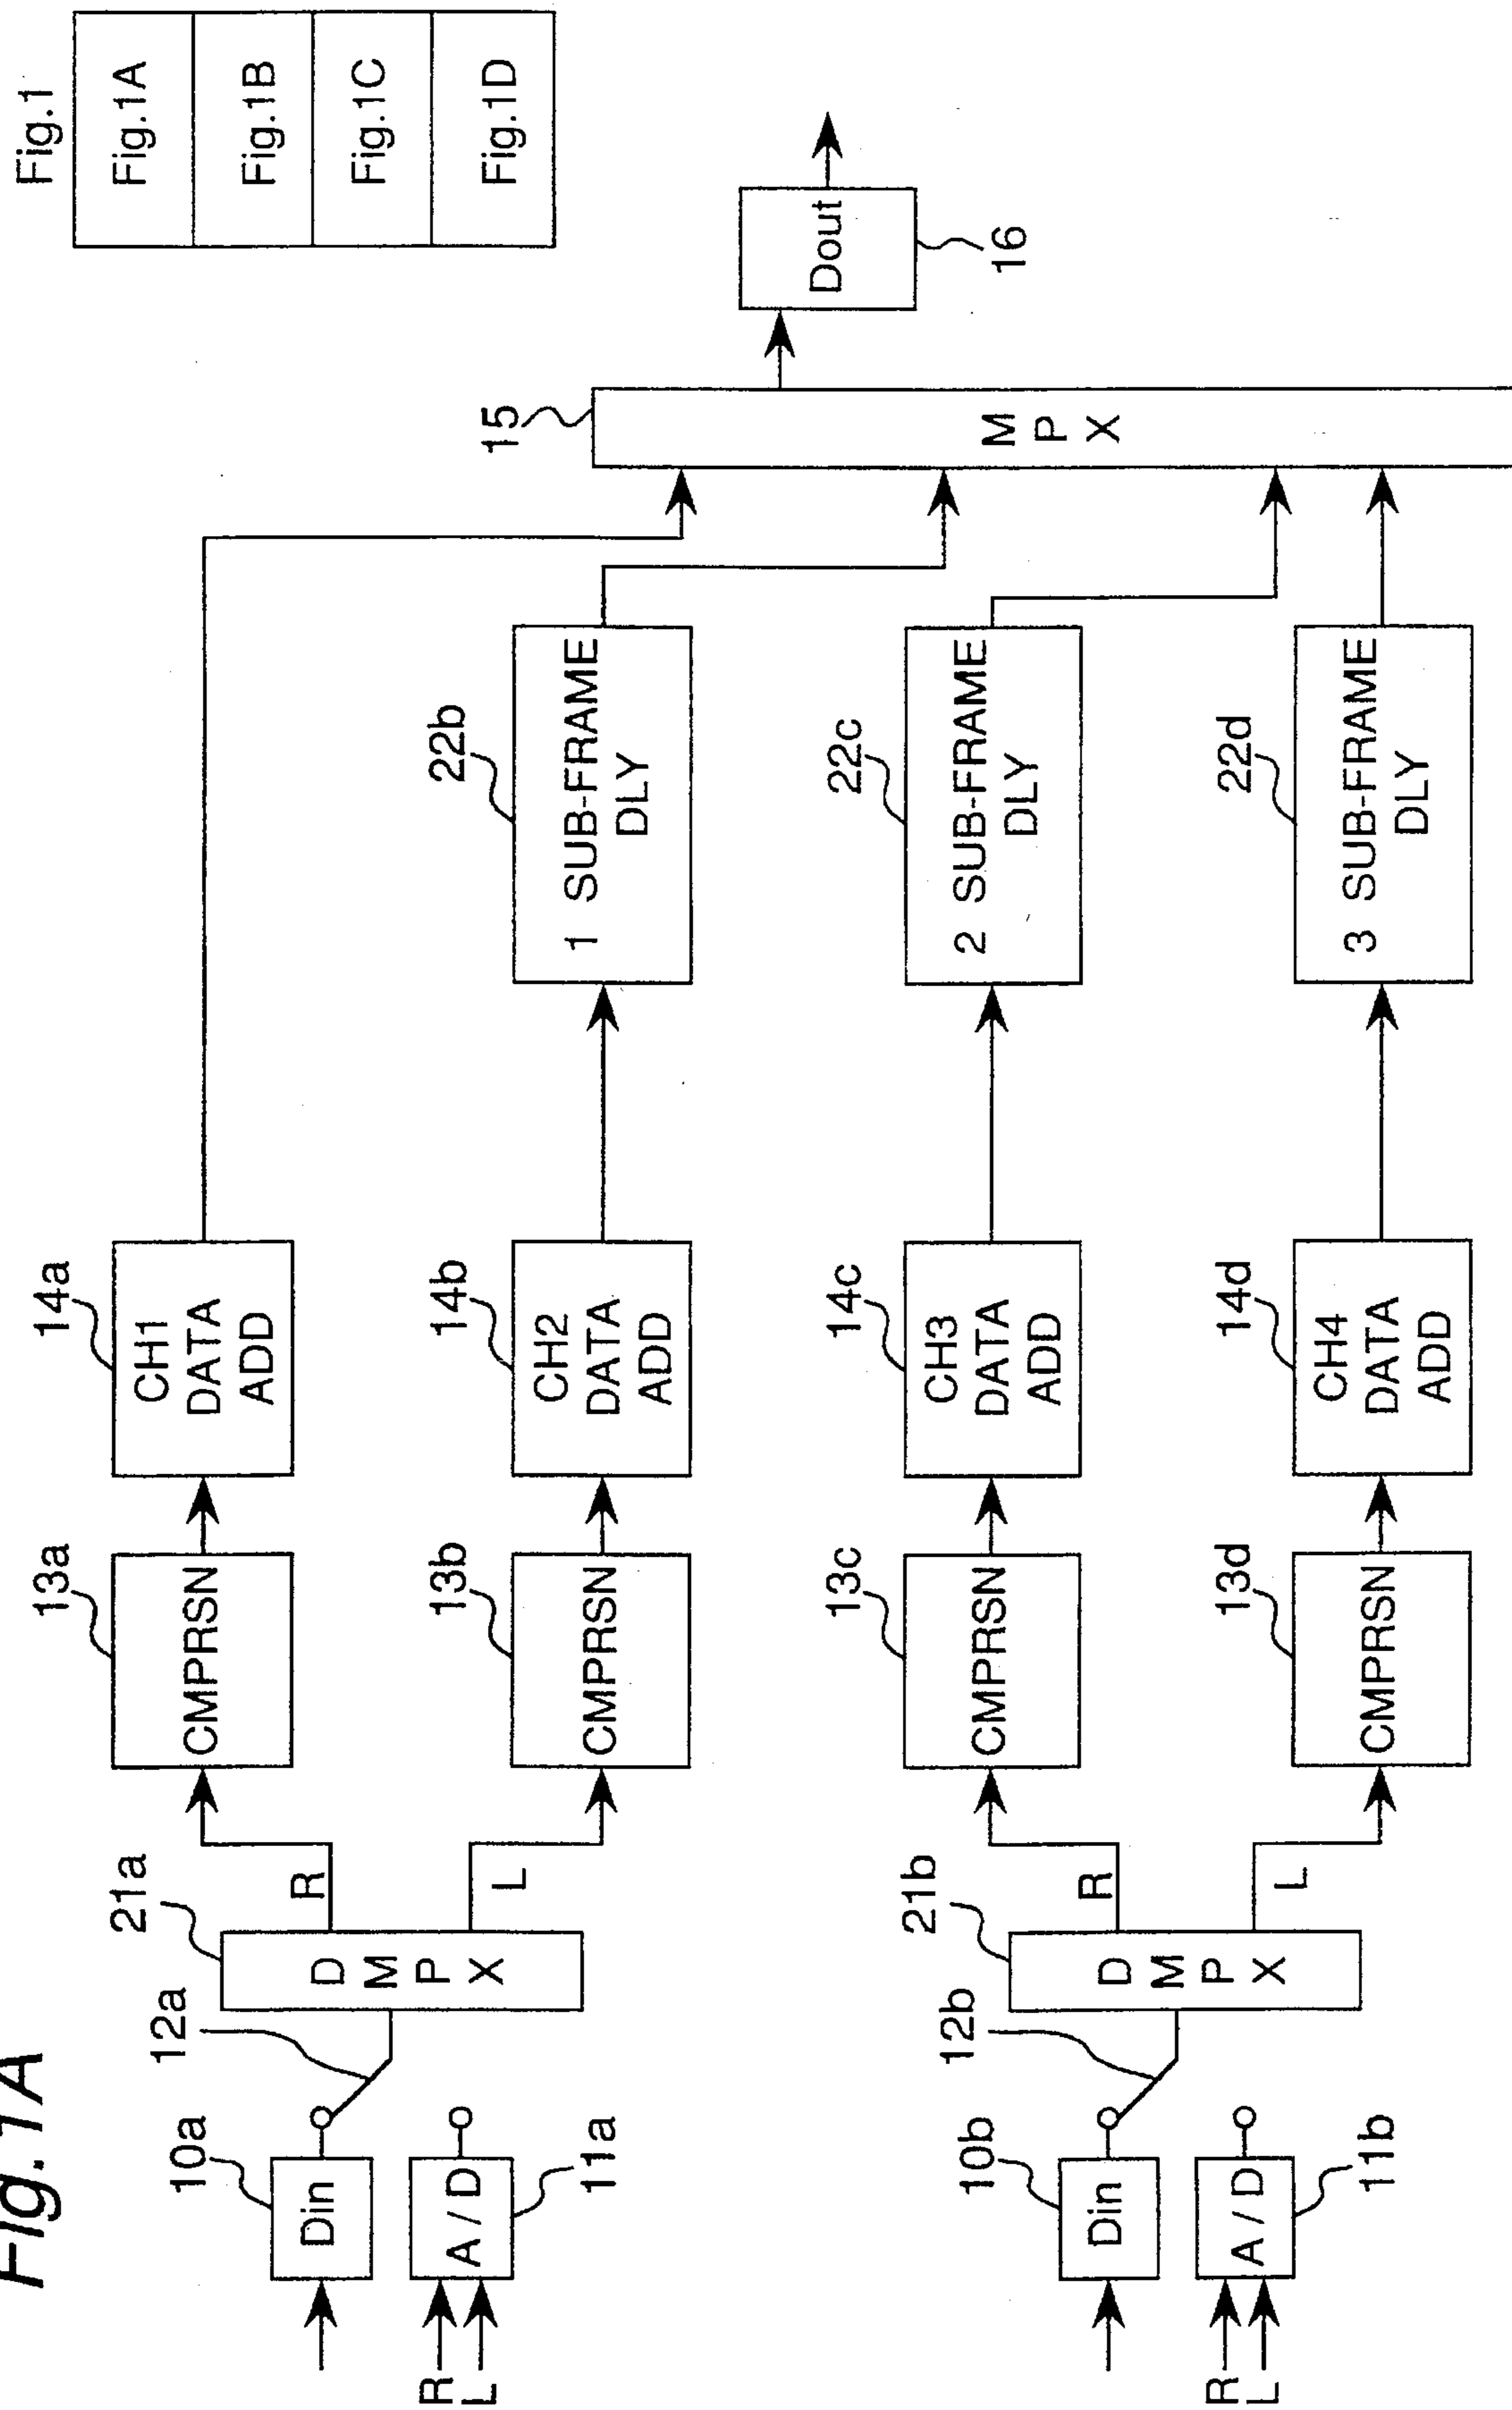 Fig.1A
Fig.1
Fig.1A
Fig.1B
Fig.1C
Fig.1D
10a
Din
R
L
A / D
11a
12a
21a
D
M
P
X
R
L
13a
CMPRSN
14a
CH1
DATA
ADD
13b
CMPRSN
14b
CH2
DATA
ADD
22b
1 SUB-FRAME
DLY
15
M
P
X
Dout
16
10b
Din
R
L
A / D
11b
12b
21b
D
M
P
X
R
L
13c
CMPRSN
14c
CH3
DATA
ADD
22c
2 SUB-FRAME
DLY
13d
CMPRSN
14d
CH4
DATA
ADD
22d
3 SUB-FRAME
DLY